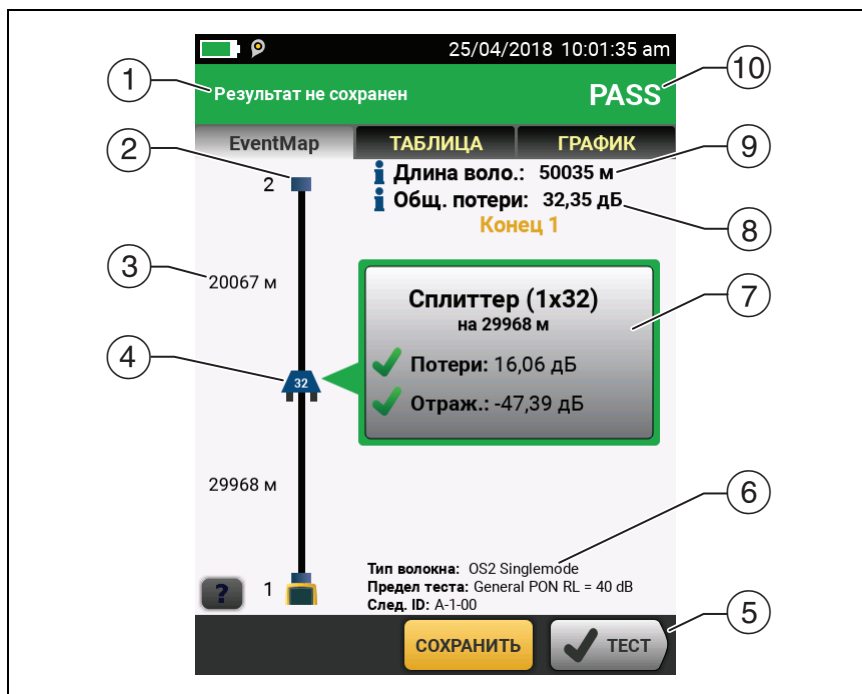 25/04/2018 10:01:35 am
1
Результат не сохранен
PASS
10
EventMap
ТАБЛИЦА
ГРАФИК
2
2
Длина воло.: 50035 м
9
Общ. потери: 32,35 дБ
8
Конец 1
3
20067 м
Сплиттер (1x32)
на 29968 м
7
4
32
Потери: 16,06 дБ
Отраж.: -47,39 дБ
29968 м
6
Тип волокна: OS2 Singlemode
Предел теста: General PON RL = 40 dB
След. ID: A-1-00
?
1
СОХРАНИТЬ
ТЕСТ
5